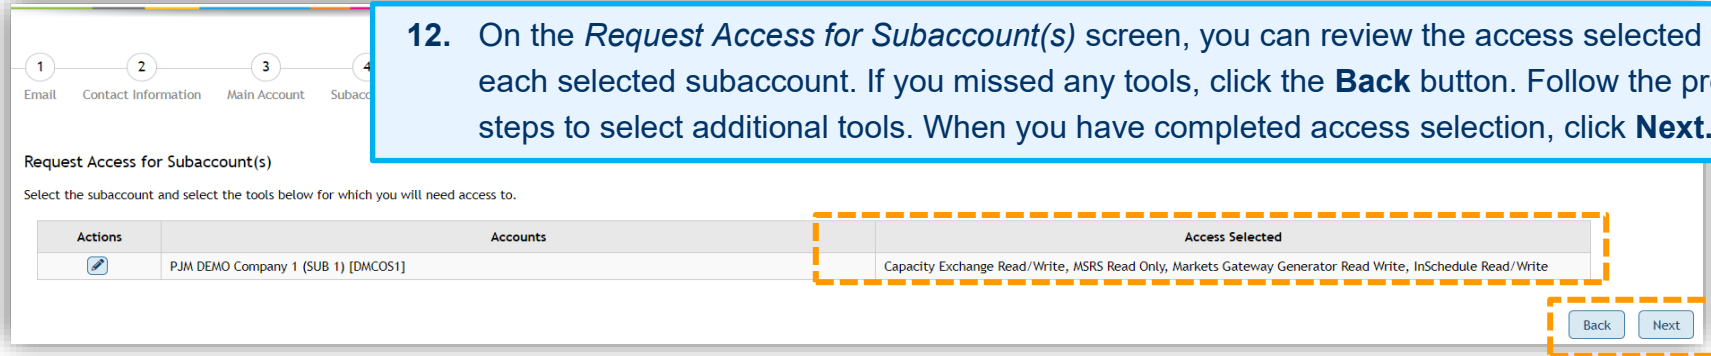 12. On the Request Access for Subaccount(s) screen, you can review the access selected
each selected subaccount. If you missed any tools, click the Back button. Follow the
steps to select additional tools. When you have completed access selection, click Next.
1 2 3 4
Email Contact Information Main Account
Request Access for Subaccount(s)
Select the subaccount and select the tools below for which you will need access to.
Actions Accounts Access Selected
PJM DEMO Company 1 (SUB 1) [DMCOS1] Capacity Exchange Read/Write, MSRS Read Only, Markets Gateway Generator Read Write, InSchedule Read/Write
Back Next